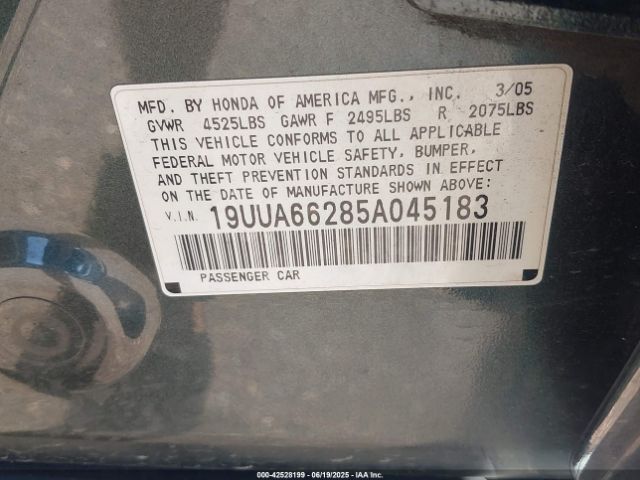 MFD. BY HONDA OF AMERICA MFG., INC. 3/05
GVWR 4525LBS GAWR F 2495LBS R 2075LBS
THIS VEHICLE CONFORMS TO ALL APPLICABLE
FEDERAL MOTOR VEHICLE SAFETY, BUMPER,
AND THEFT PREVENTION STANDARDS IN EFFECT
ON THE DATE OF MANUFACTURE SHOWN ABOVE:
V.I.N. 19UUA66285A045183
PASSENGER CAR
000-42528199 - 06/19/2025 - IAA Inc.